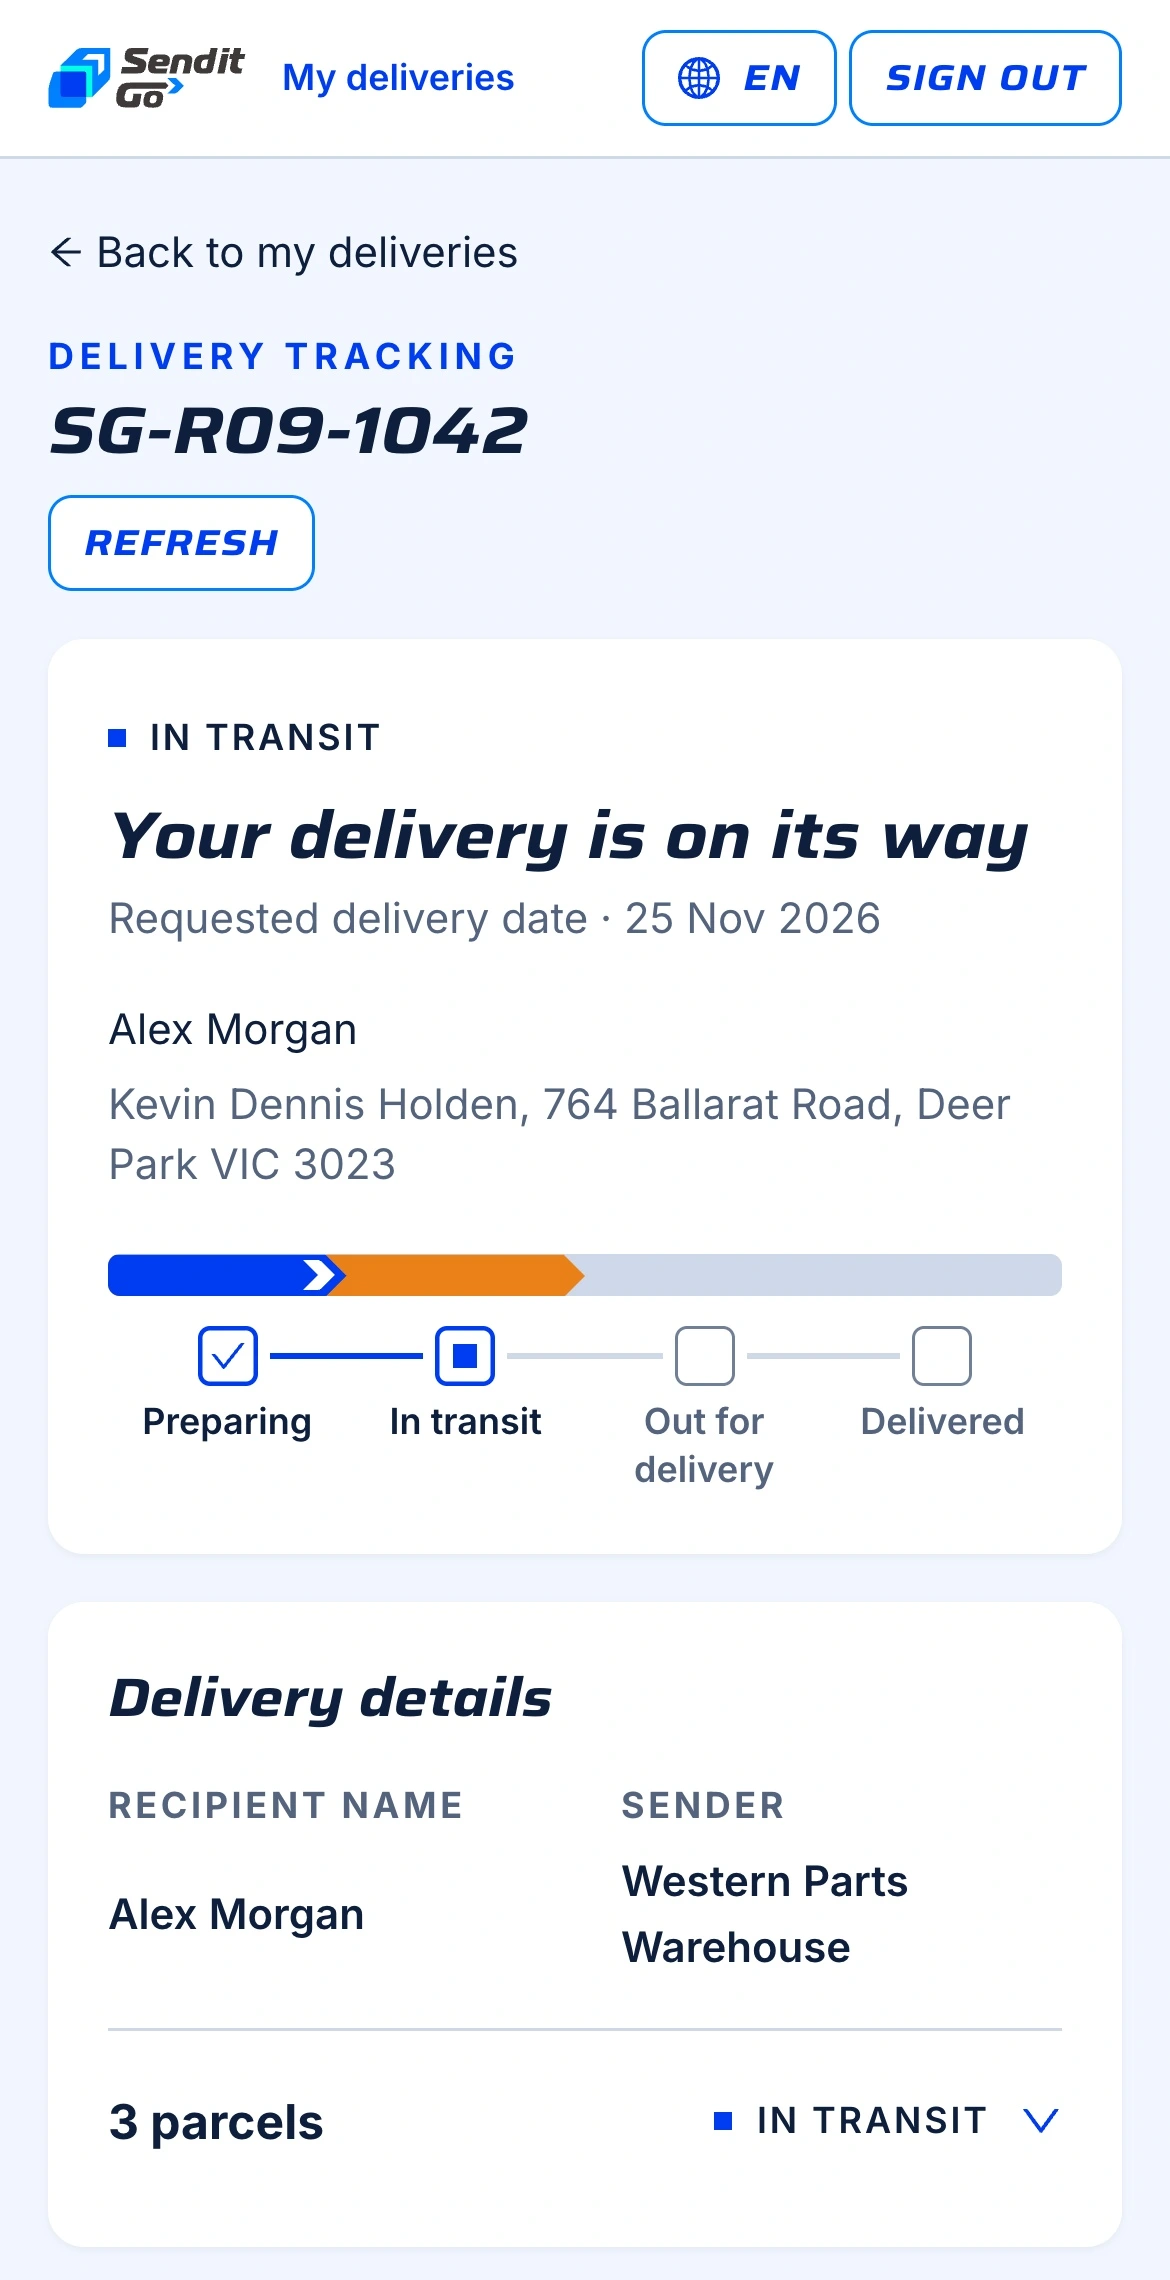 Sendit
Go
My deliveries
EN
SIGN OUT
← Back to my deliveries
DELIVERY TRACKING
SG-R09-1042
REFRESH
IN TRANSIT
Your delivery is on its way
Requested delivery date · 25 Nov 2026
Alex Morgan
Kevin Dennis Holden, 764 Ballarat Road, Deer
Park VIC 3023
Preparing
In transit
Out for
delivery
Delivered
Delivery details
RECIPIENT NAME
Alex Morgan
SENDER
Western Parts
Warehouse
3 parcels
IN TRANSIT